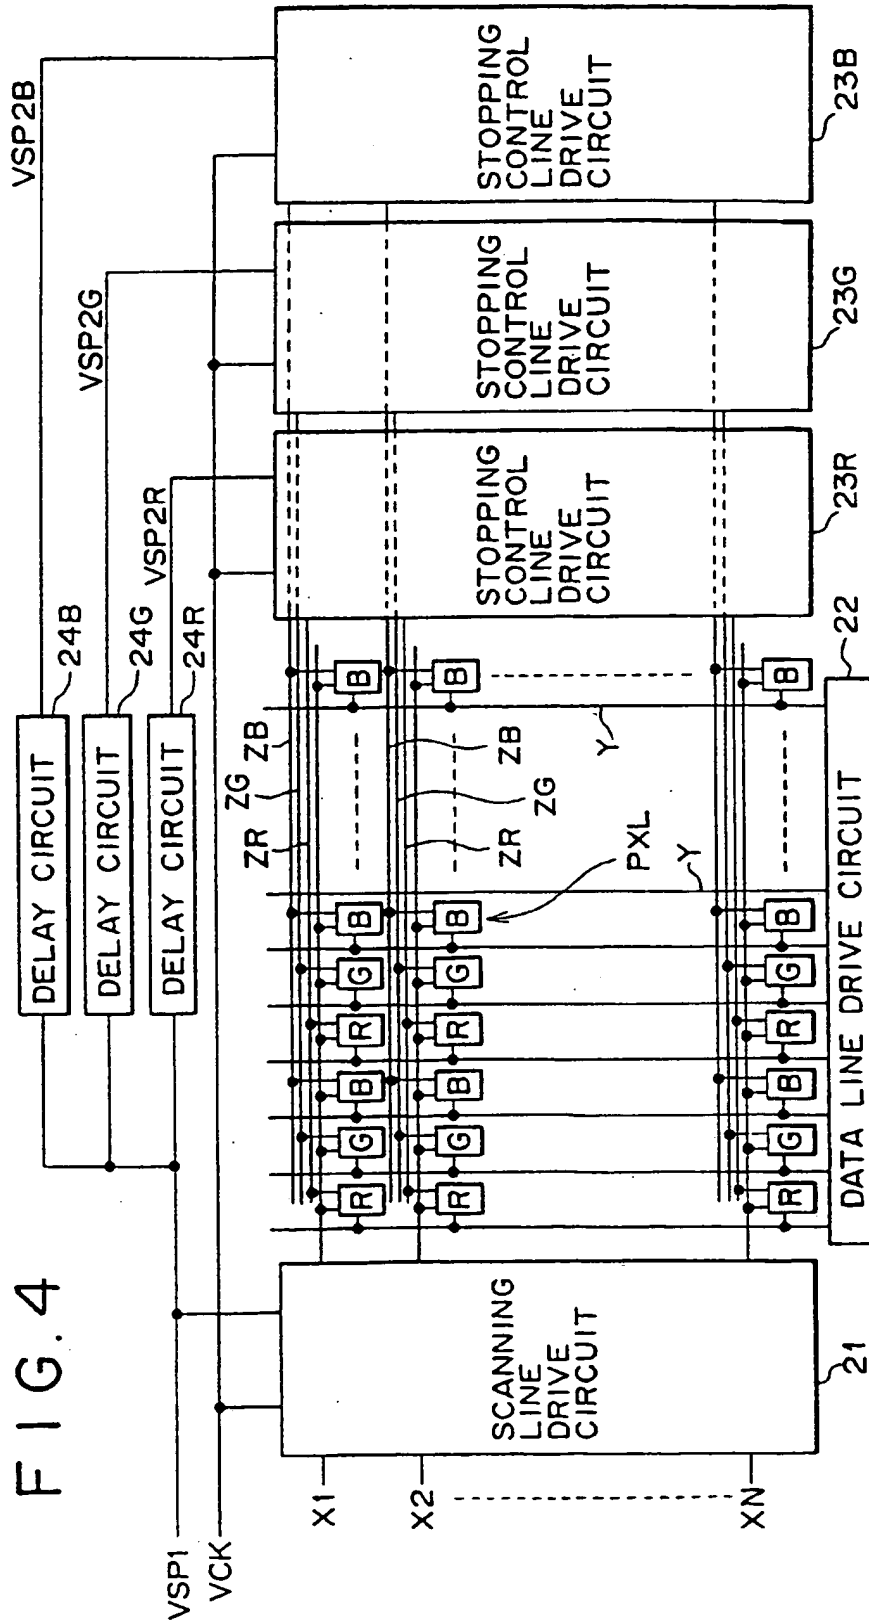 FIG. 4
VSP1
VCK
DELAY CIRCUIT
24B
VSP2B
DELAY CIRCUIT
24G
VSP2G
DELAY CIRCUIT
24R
VSP2R
X1
X2
XN
SCANNING
LINE
DRIVE
CIRCUIT
21
ZR
ZG
ZB
R G B R G B B
ZR
ZG
ZB
R G B R G B B
PXL
Y
Y
R G B R G B B
DATA LINE DRIVE CIRCUIT
22
STOPPING
CONTROL
LINE
DRIVE
CIRCUIT
23R
STOPPING
CONTROL
LINE
DRIVE
CIRCUIT
23G
STOPPING
CONTROL
LINE
DRIVE
CIRCUIT
23B